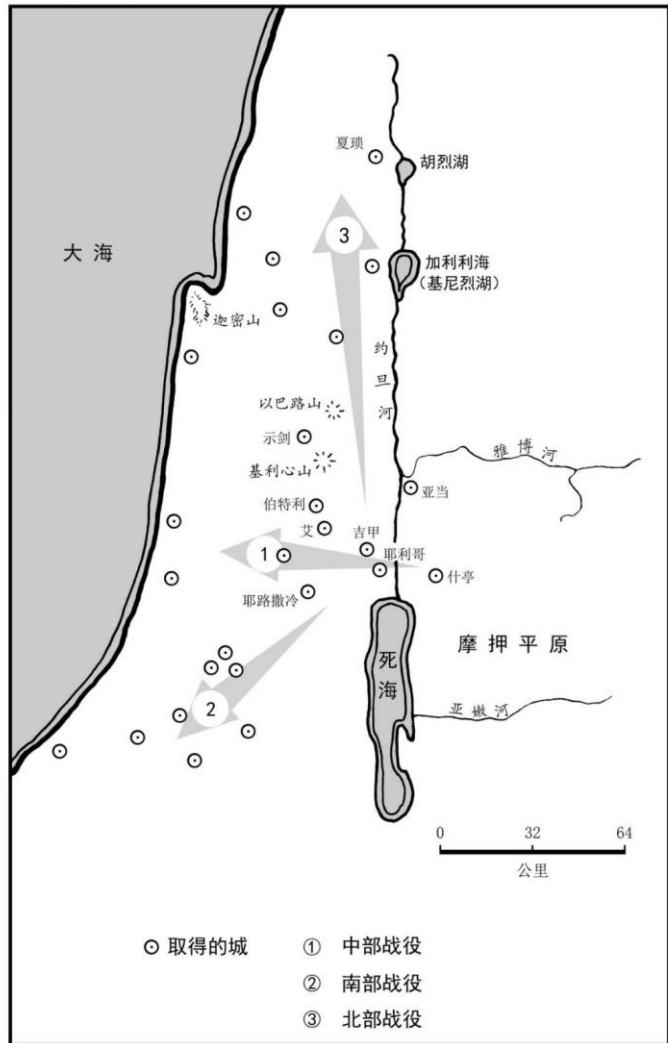 夏琐
胡烈湖
3
大海
加利利海
(基尼烈湖)
迦密山
约旦河
以巴路山
示剑
基利心山
雅博河
亚当
伯特利
艾
吉甲
1
耶利哥
什亭
耶路撒冷
死海
摩押平原
2
亚嫩河
0 32 64
公里
取得的城
① 中部战役
② 南部战役
③ 北部战役